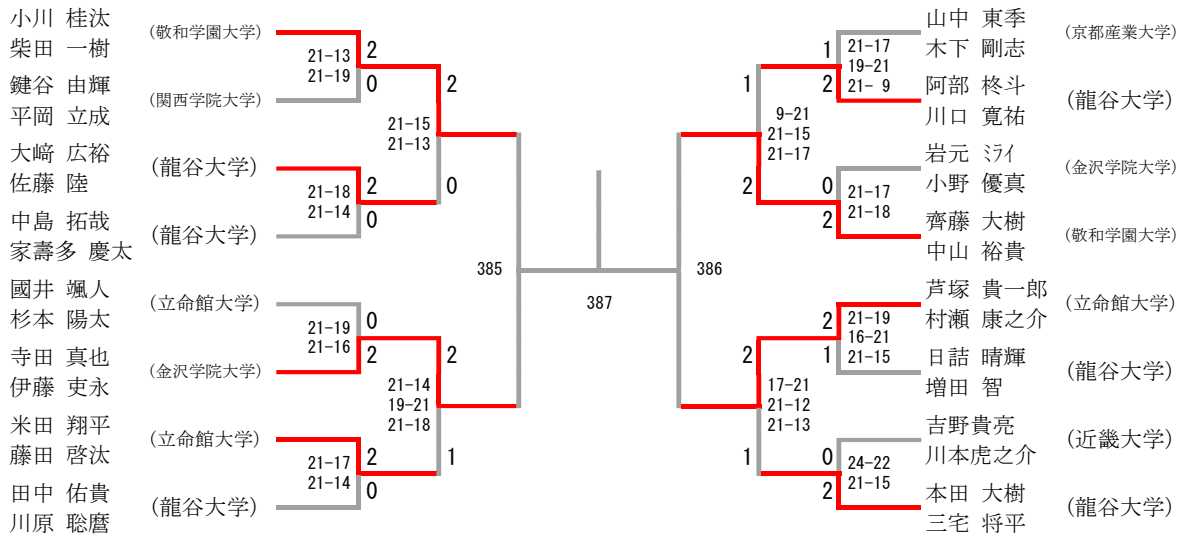 小川 桂汰
柴田 一樹
(敬和学園大学)
21-13
21-19
2
0
鍵谷 由輝
平岡 立成
(関西学院大学)
2
21-15
21-13
0
大﨑 広裕
佐藤 陸
(龍谷大学)
21-18
21-14
2
0
中島 拓哉
家壽多 慶太
(龍谷大学)
385
國井 颯人
杉本 陽太
(立命館大学)
21-19
21-16
0
2
寺田 真也
伊藤 吏永
(金沢学院大学)
2
21-14
19-21
21-18
1
米田 翔平
藤田 啓汰
(立命館大学)
21-17
21-14
2
0
田中 佑貴
川原 聡麿
(龍谷大学)
387
山中 東季
木下 剛志
(京都産業大学)
1
2
21-17
19-21
21- 9
阿部 柊斗
川口 寛祐
(龍谷大学)
1
9-21
21-15
21-17
2
岩元 ミライ
小野 優真
(金沢学院大学)
0
2
21-17
21-18
齊藤 大樹
中山 裕貴
(敬和学園大学)
386
芦塚 貴一郎
村瀬 康之介
(立命館大学)
2
1
21-19
16-21
21-15
日詰 晴輝
増田 智
(龍谷大学)
2
17-21
21-12
21-13
1
吉野貴亮
川本虎之介
(近畿大学)
0
2
24-22
21-15
本田 大樹
三宅 将平
(龍谷大学)